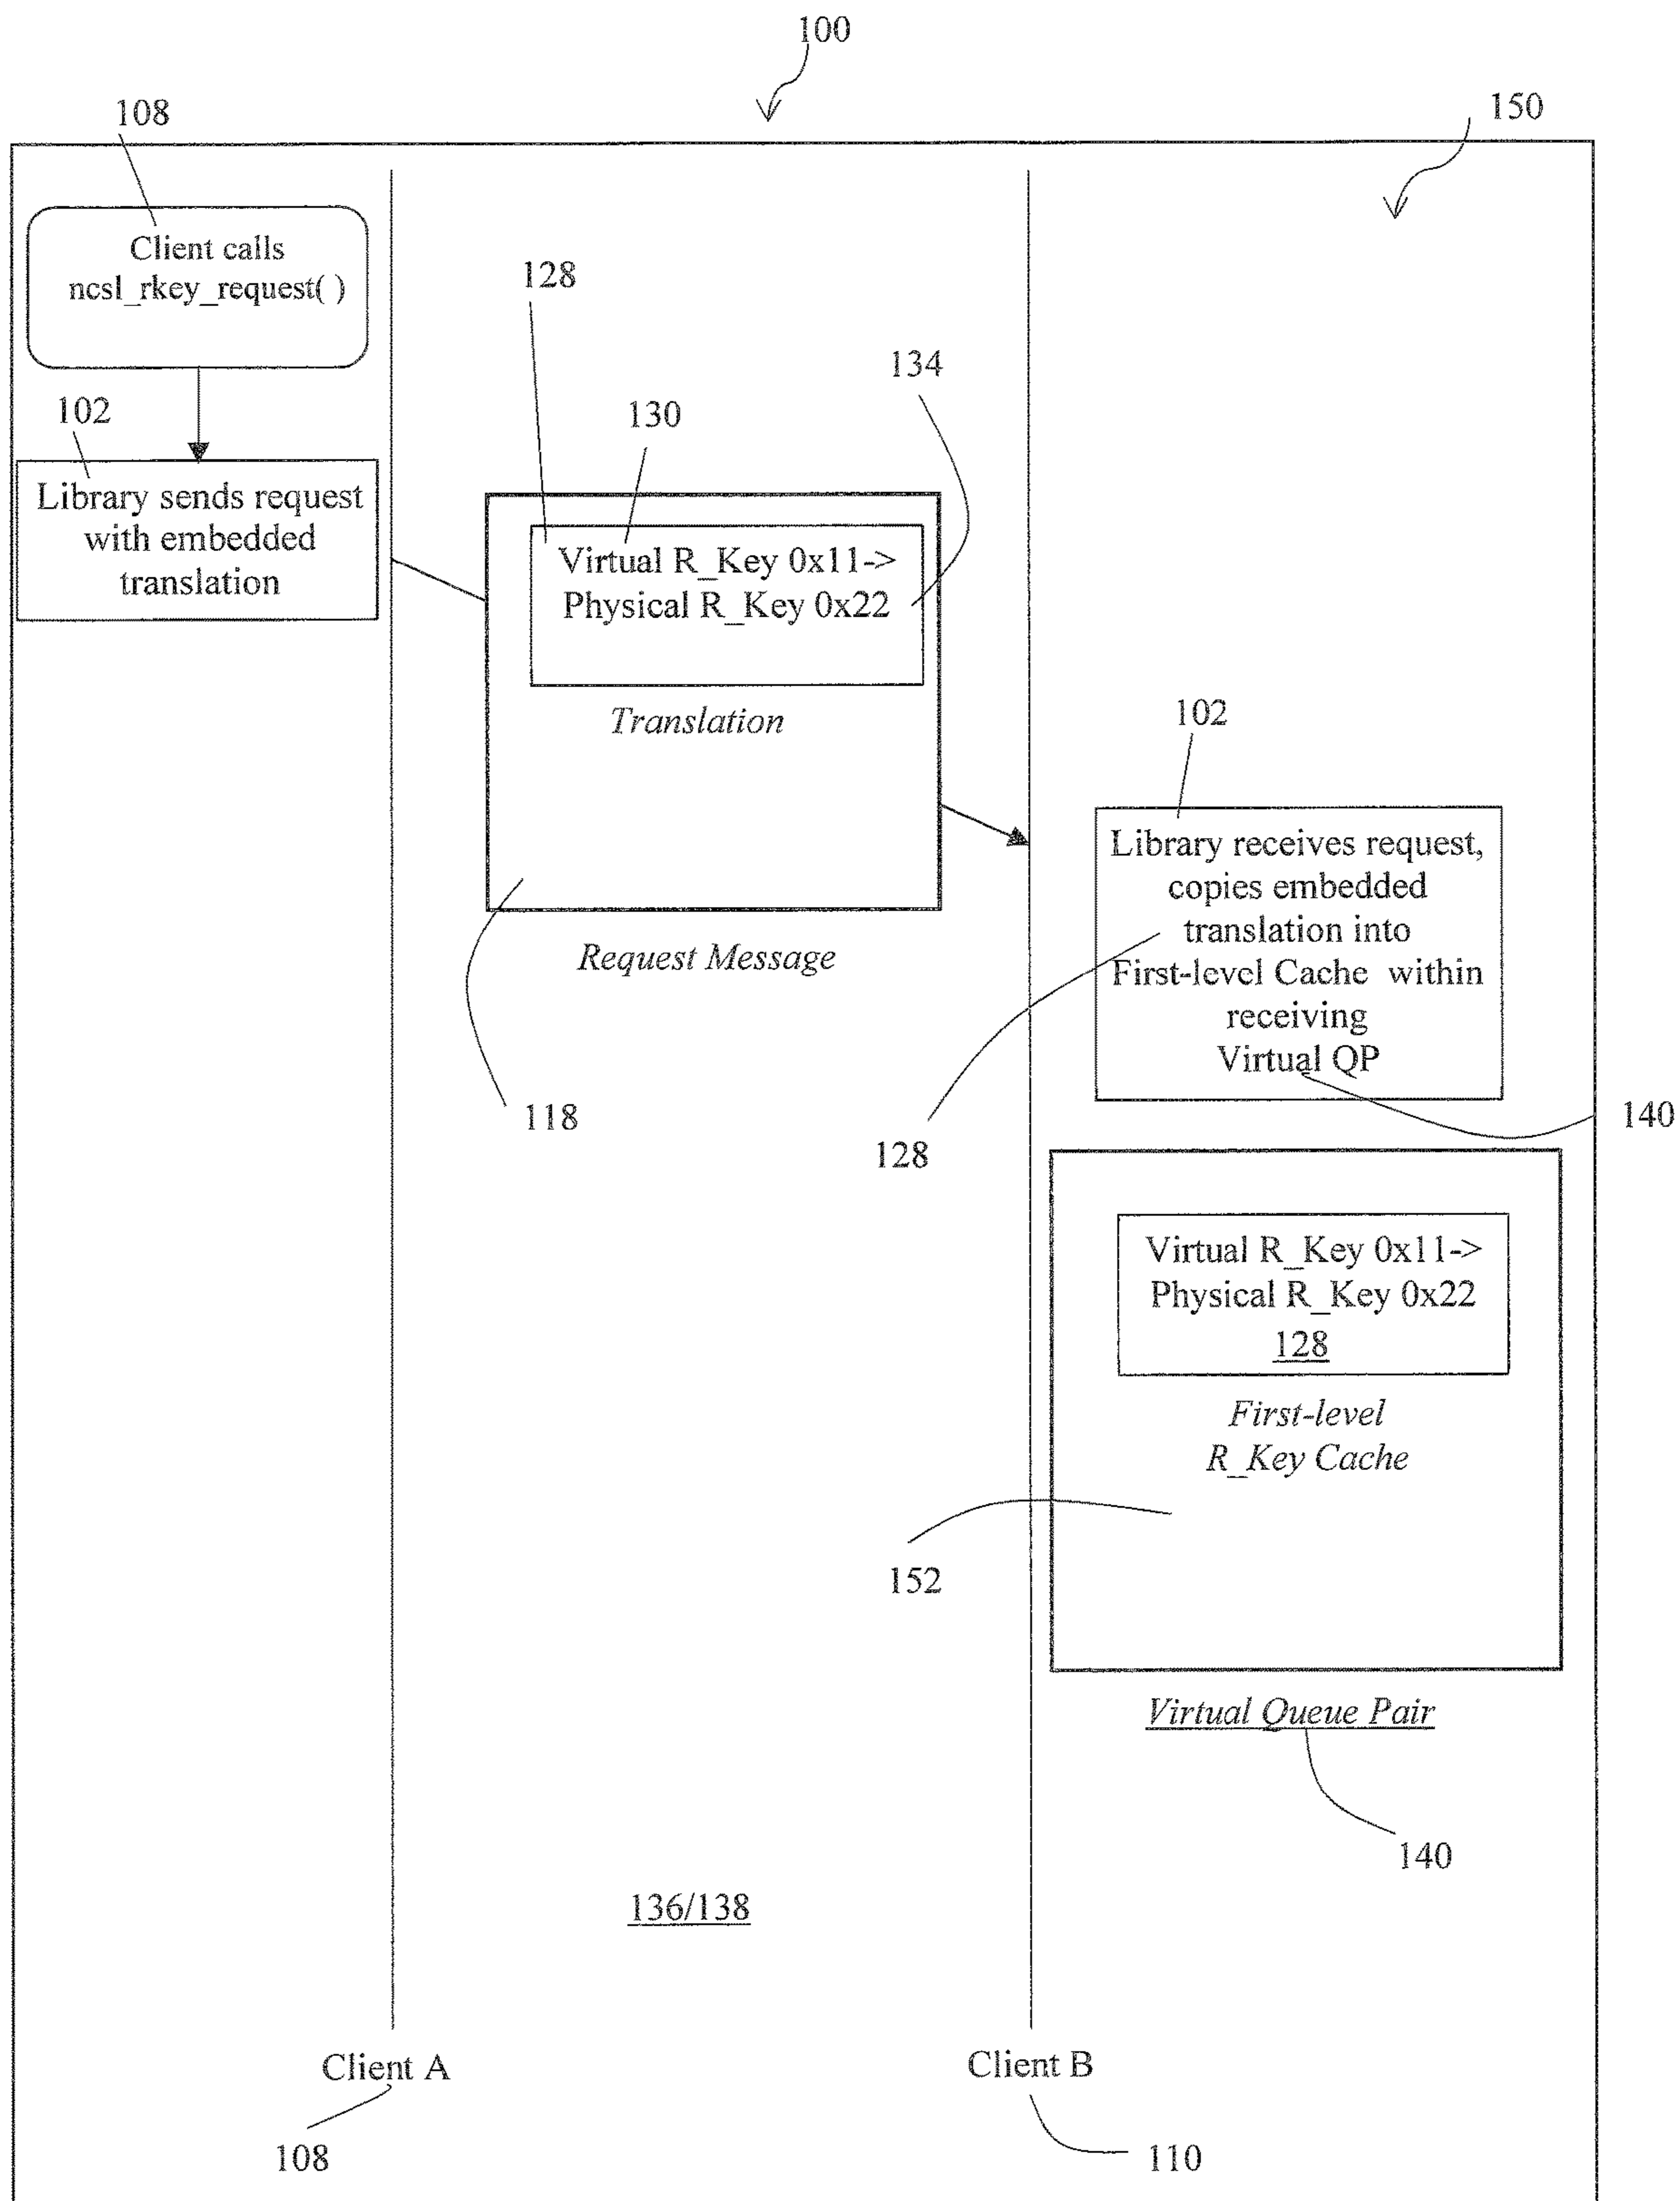 100
108
150
Client calls
ncsl_rkey_request( )
128
134
102
130
Library sends request
with embedded
translation
Virtual R_Key 0x11->
Physical R_Key 0x22
Translation
102
Library receives request,
copies embedded
translation into
First-level Cache within
receiving
Virtual QP
Request Message
118
128
140
Virtual R_Key 0x11->
Physical R_Key 0x22
128
First-level
R_Key Cache
152
Virtual Queue Pair
140
136/138
Client A
Client B
108
110